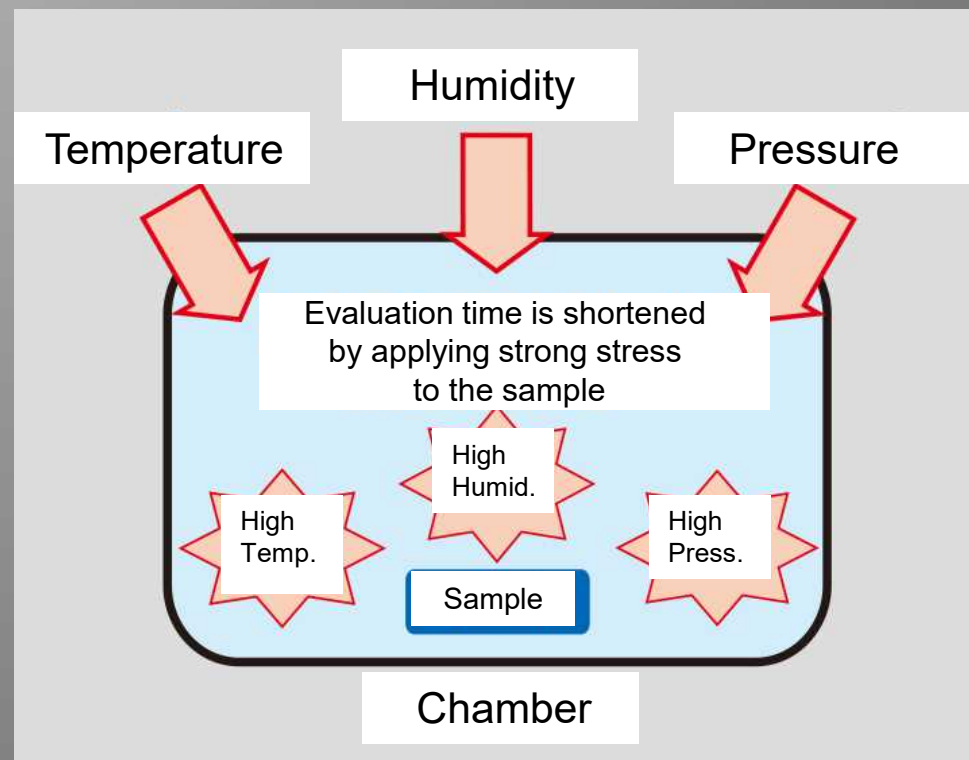 Humidity
Temperature
Pressure
Evaluation time is shortened
by applying strong stress
to the sample
High
Humid.
High
Temp.
High
Press.
Sample
Chamber